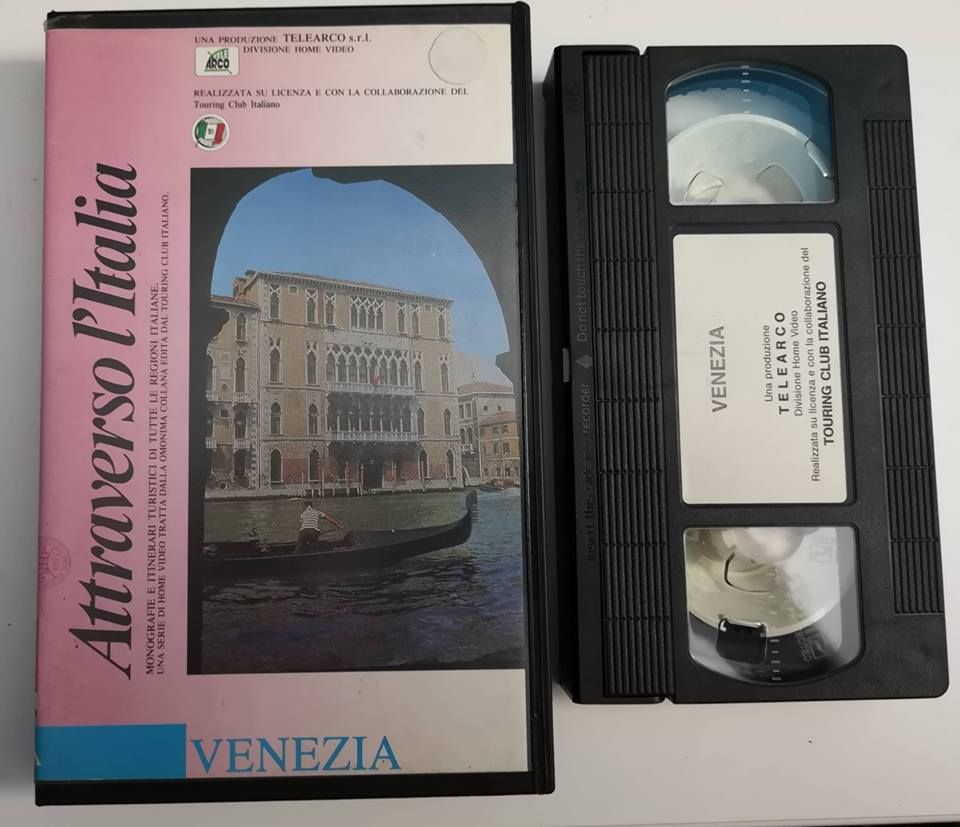 UNA PRODUZIONE TELEARCO s.r.l.
DIVISIONE HOME VIDEO
TELE
ARCO
REALIZZATA SU LICENZA E CON LA COLLABORAZIONE DEL
Touring Club Italiano
Attraverso l'Italia
MONOGRAFIE E ITINERARI TURISTICI DI TUTTE LE REGIONI ITALIANE.
UNA SERIE DI HOME VIDEO TRATTA DALLA OMONIMA COLLANA EDITA DAL TOURING CLUB ITALIANO.
VENEZIA
VENEZIA
Una produzione
TELEARCO
Divisione Home Video
Realizzata su licenza e con la collaborazione del
TOURING CLUB ITALIANO
Do not touch the
recorder